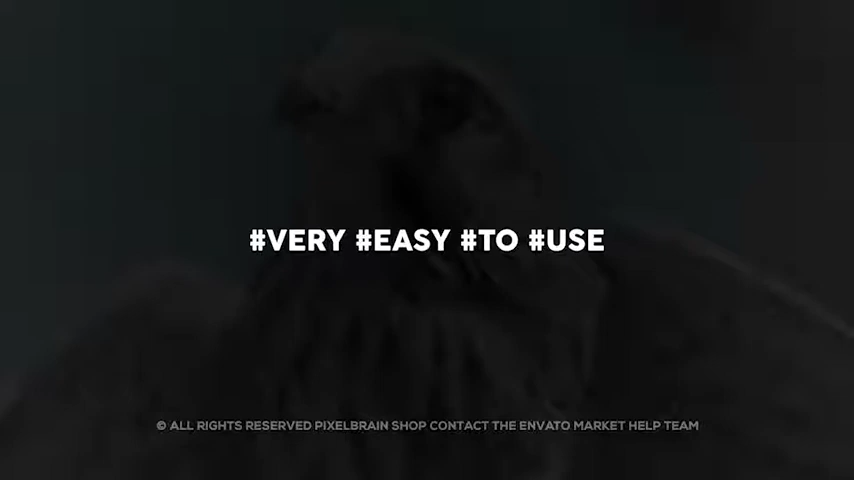 #VERY #EASY #TO #USE
© ALL RIGHTS RESERVED PIXELBRAIN SHOP CONTACT THE ENVATO MARKET HELP TEAM